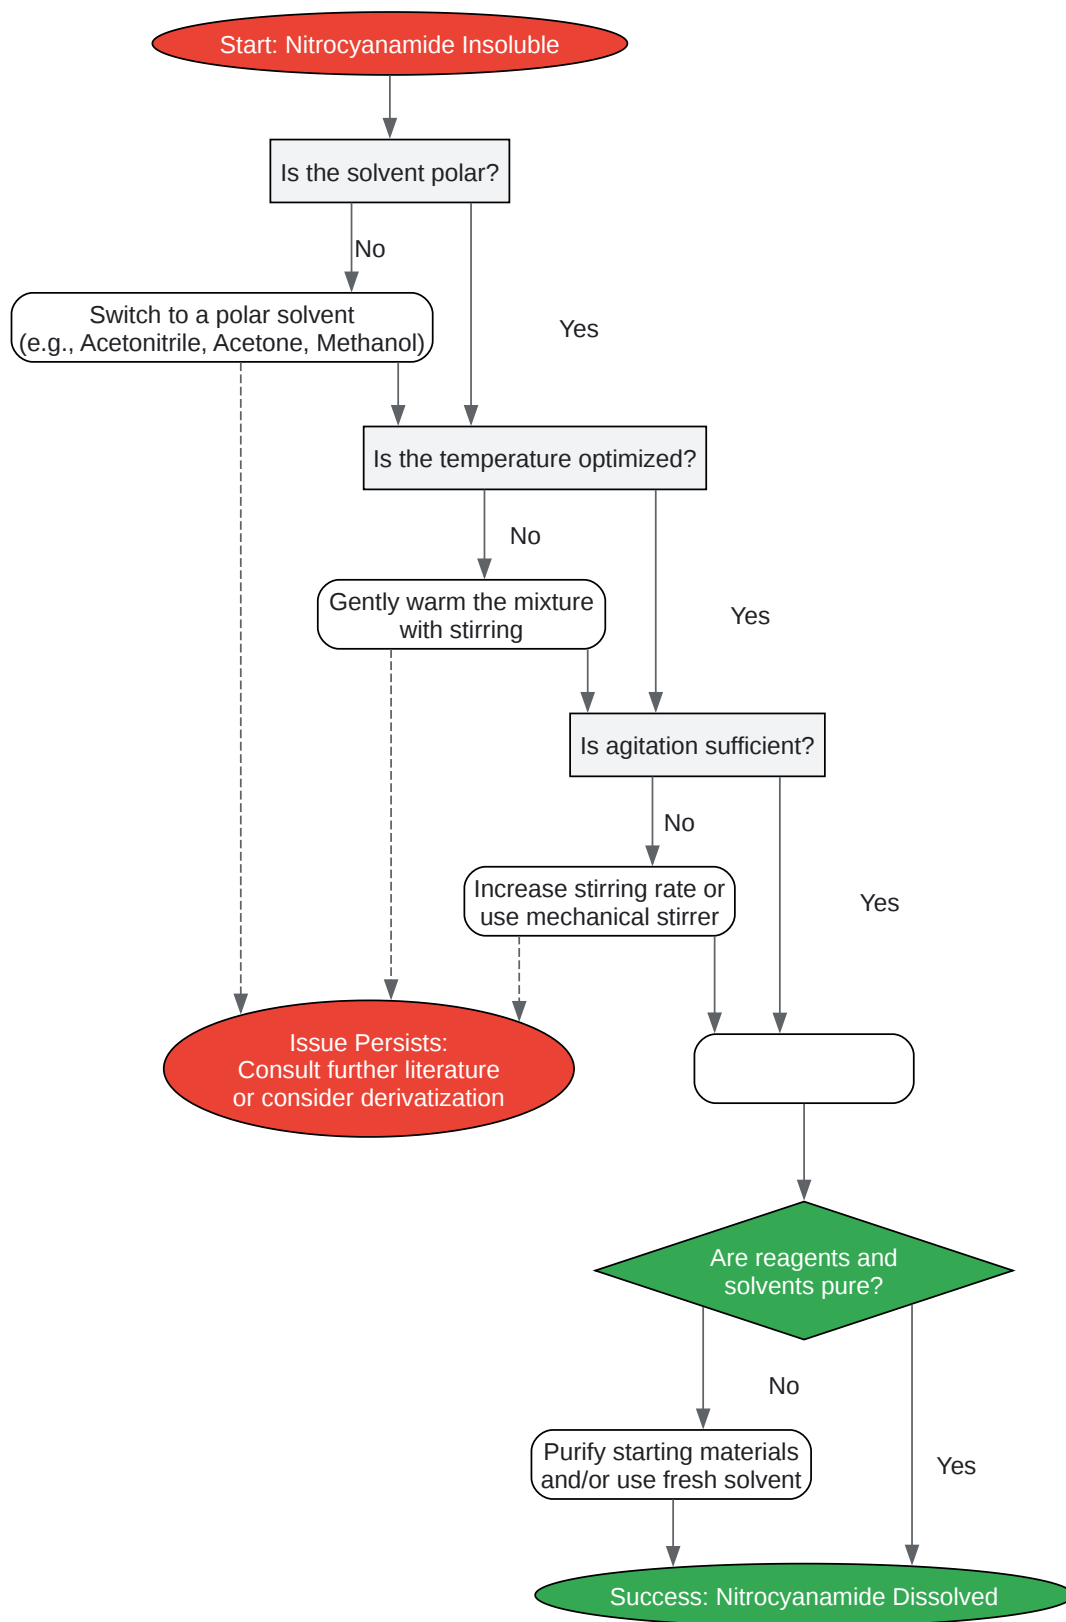 Start: Nitrocyanamide Insoluble
Is the solvent polar?
No
Switch to a polar solvent
(e.g., Acetonitrile, Acetone, Methanol)
Yes
Is the temperature optimized?
No
Gently warm the mixture
with stirring
Yes
Is agitation sufficient?
No
Increase stirring rate or
use mechanical stirrer
Yes
Issue Persists:
Consult further literature
or consider derivatization
Are reagents and
solvents pure?
No
Purify starting materials
and/or use fresh solvent
Yes
Success: Nitrocyanamide Dissolved